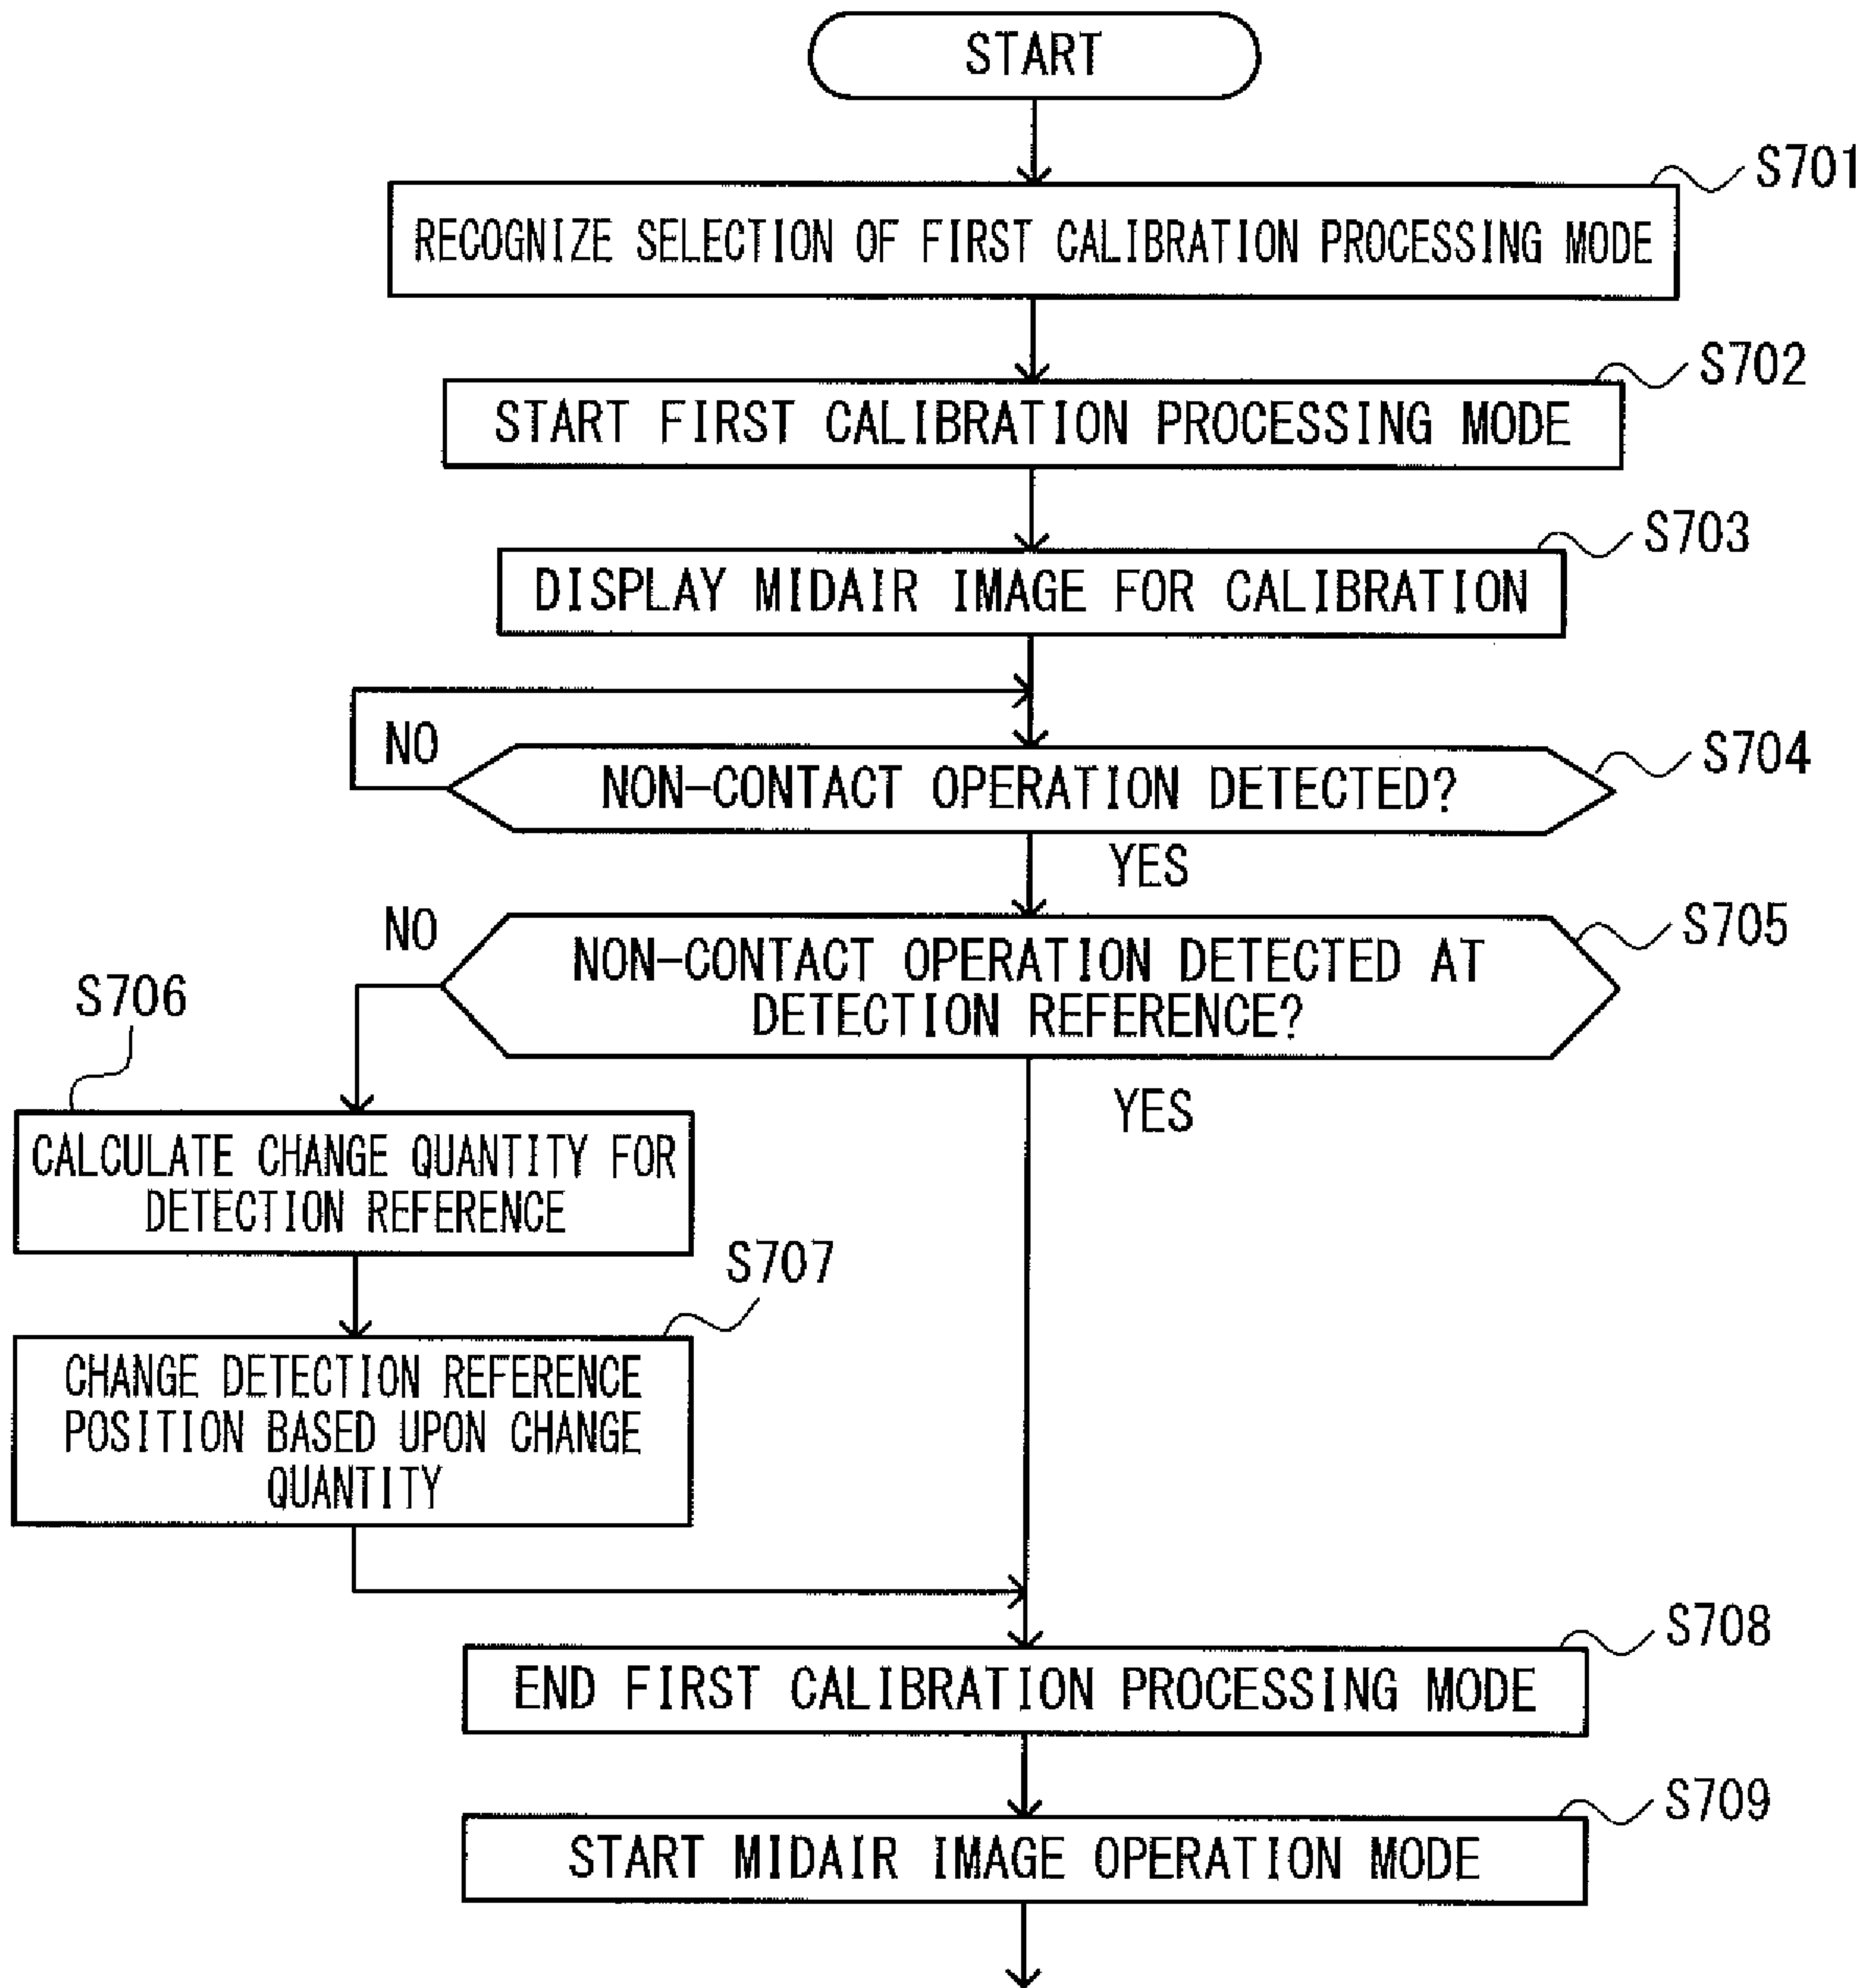 START
S701
RECOGNIZE SELECTION OF FIRST CALIBRATION PROCESSING MODE
S702
START FIRST CALIBRATION PROCESSING MODE
S703
DISPLAY MIDAIR IMAGE FOR CALIBRATION
NO
S704
NON-CONTACT OPERATION DETECTED?
YES
NO
S705
NON-CONTACT OPERATION DETECTED AT
DETECTION REFERENCE?
S706
YES
CALCULATE CHANGE QUANTITY FOR
DETECTION REFERENCE
S707
CHANGE DETECTION REFERENCE
POSITION BASED UPON CHANGE
QUANTITY
S708
END FIRST CALIBRATION PROCESSING MODE
S709
START MIDAIR IMAGE OPERATION MODE